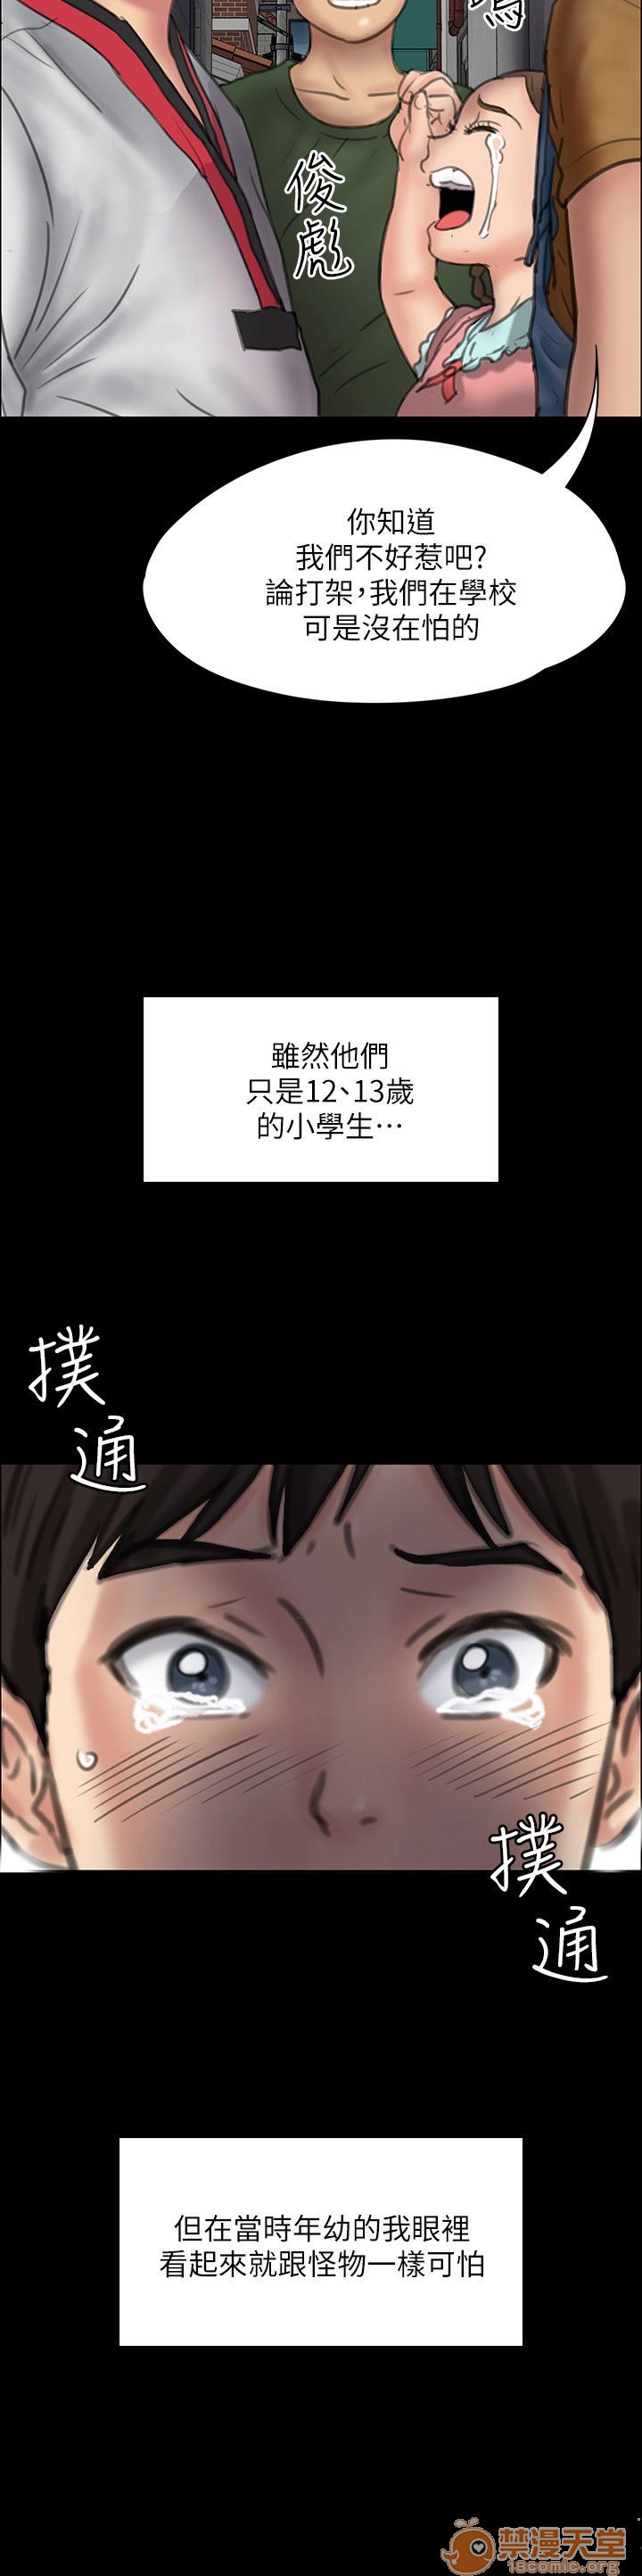 嗚
俊
彪
你知道
我們不好惹吧?
論打架，我們在學校
可是沒在怕的
雖然他們
只是12、13歲
的小學生…
撲
通
撲
通
但在當時年幼的我眼裡
看起來就跟怪物一樣可怕
禁漫天堂
18comic.org